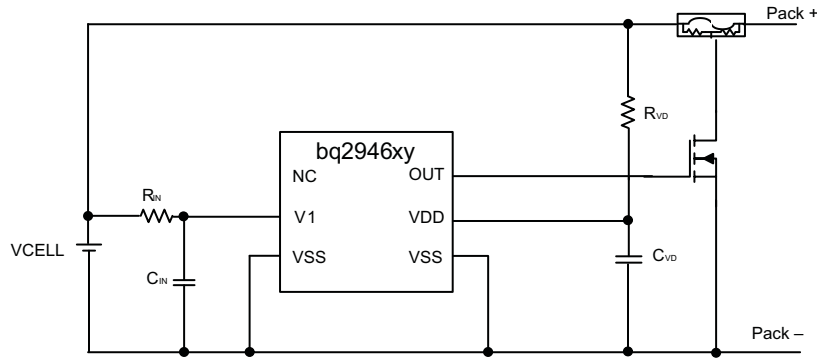 Pack +
RVD
bq2946xy
NC OUT
RIN
V1 VDD
VCELL
VSS VSS
CIN CVD
Pack –